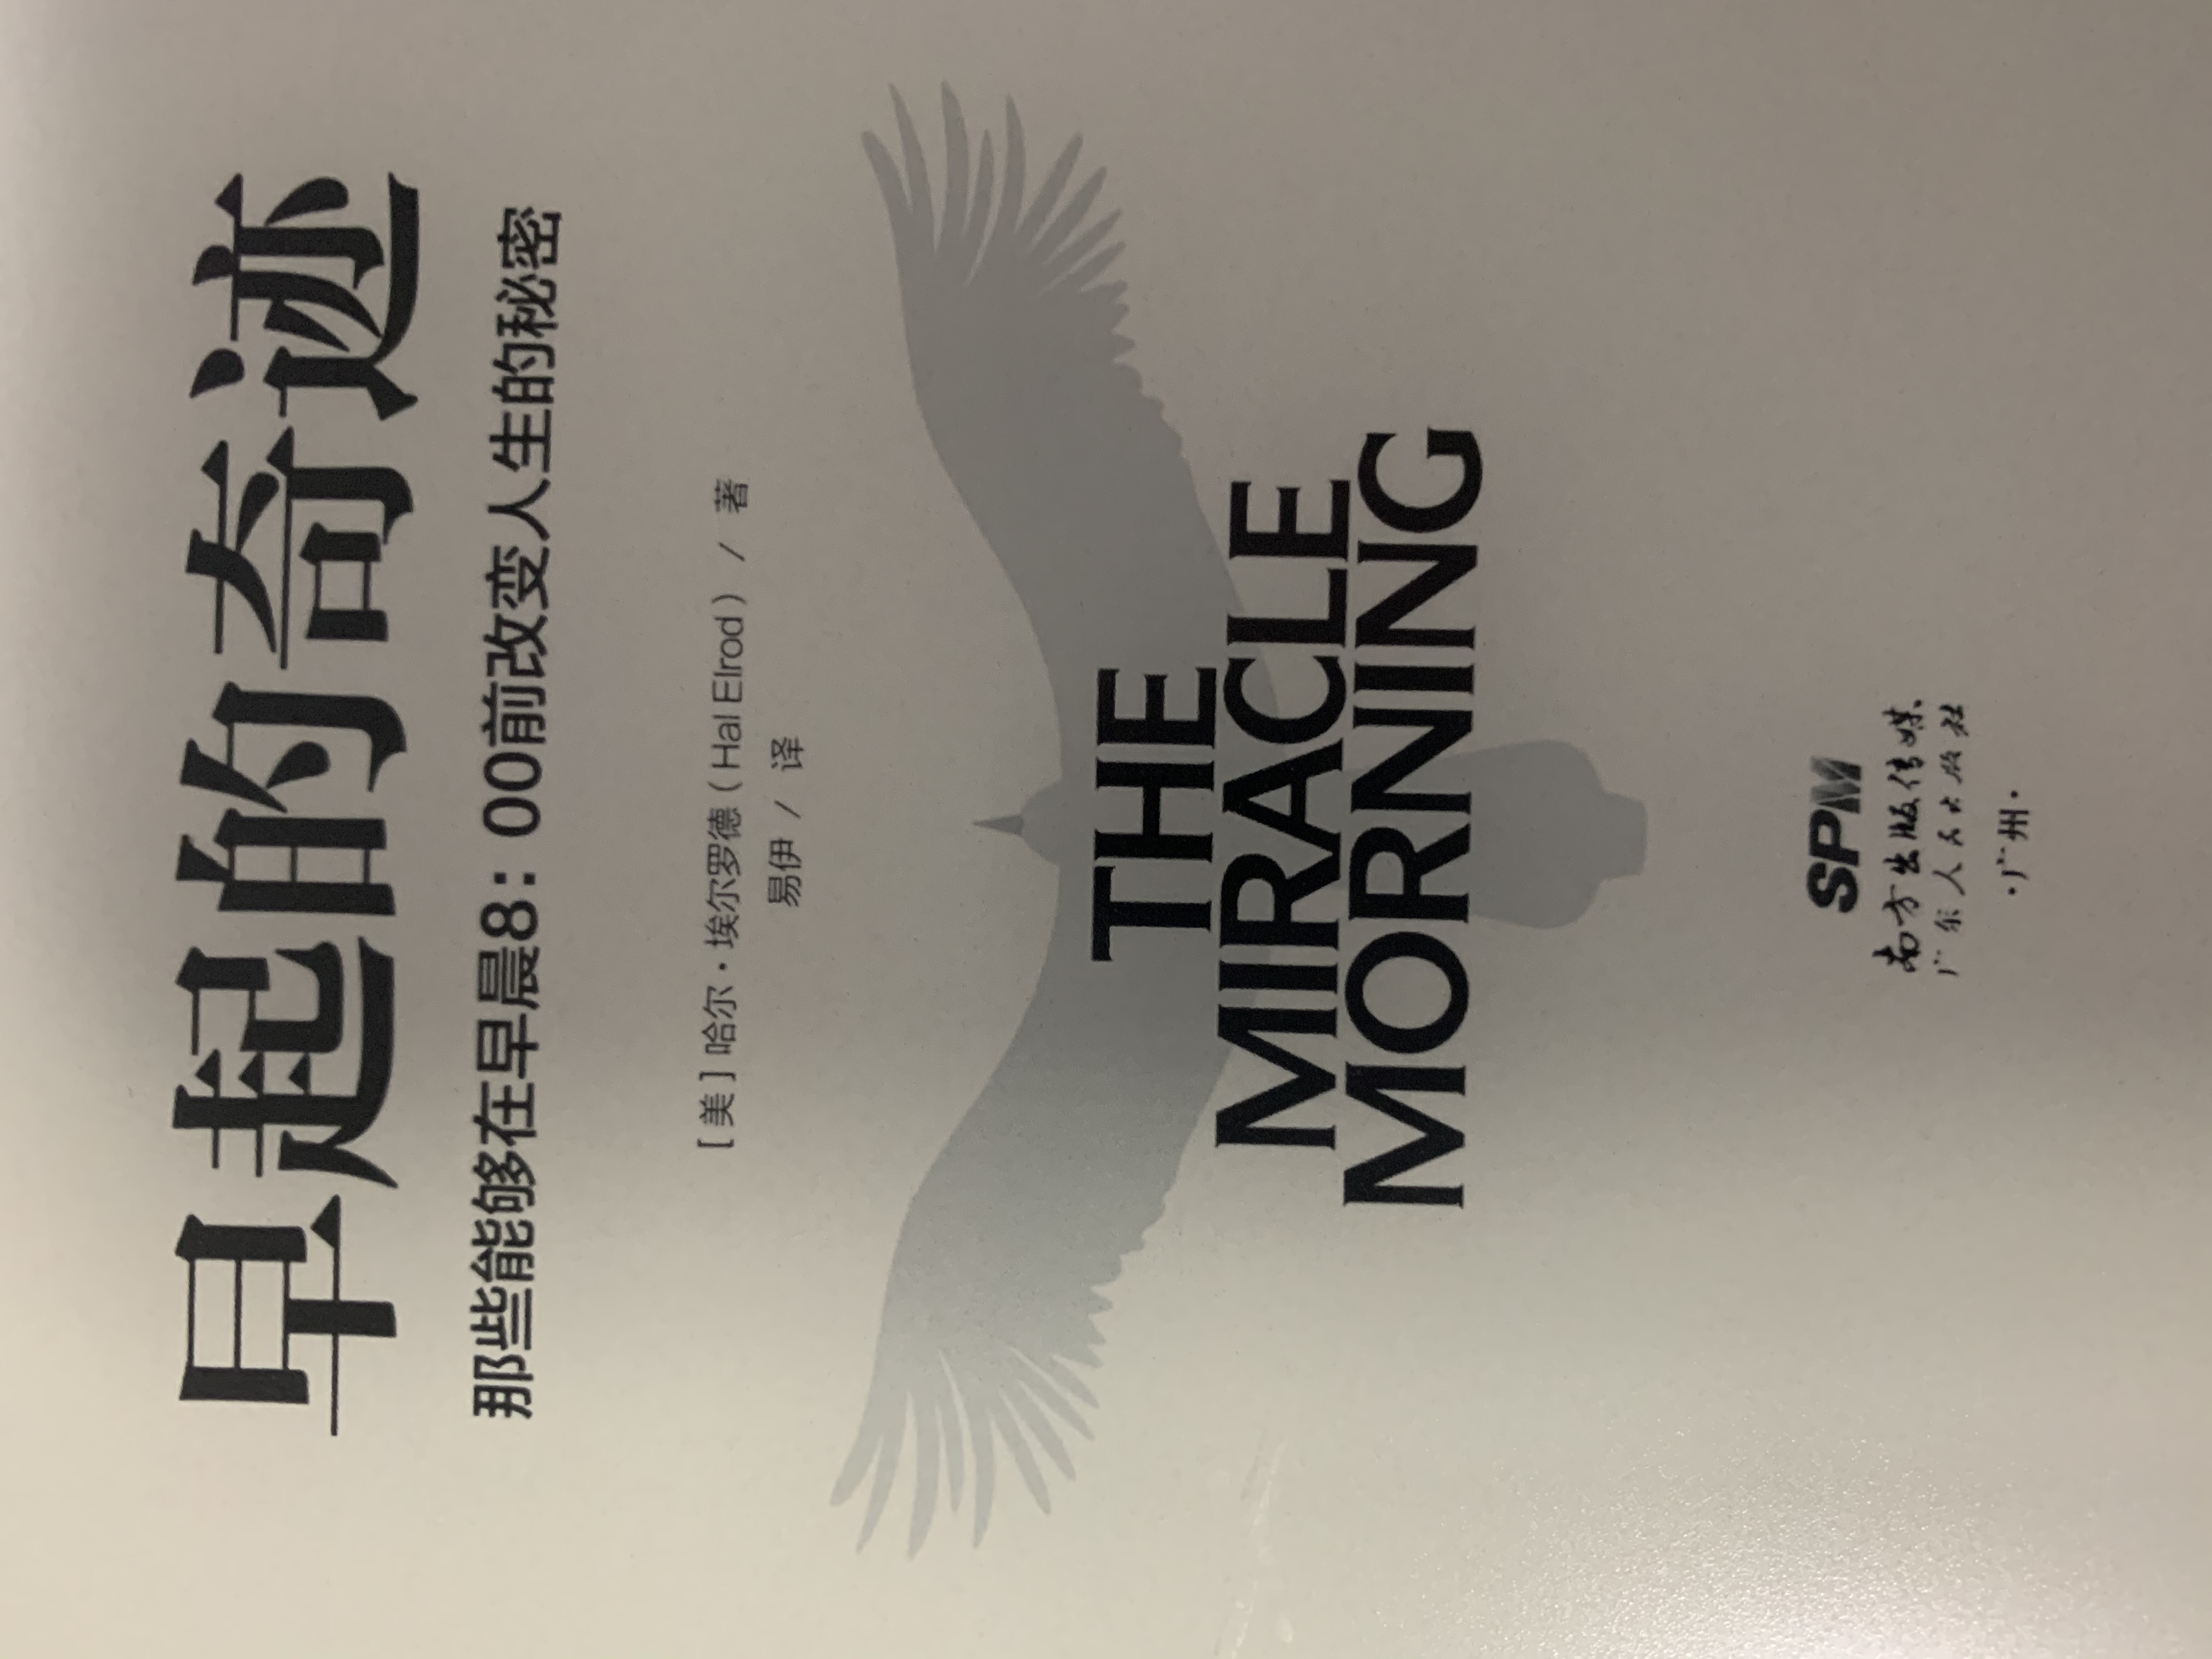 早起的奇迹
那些能够在早晨8：00前改变人生的秘密
［美］哈尔·埃尔罗德（Hal Elrod） / 著
易伊 / 译
THE
MIRACLE
MORNING
SPM
南方出版传媒
广东人民出版社
·广州·